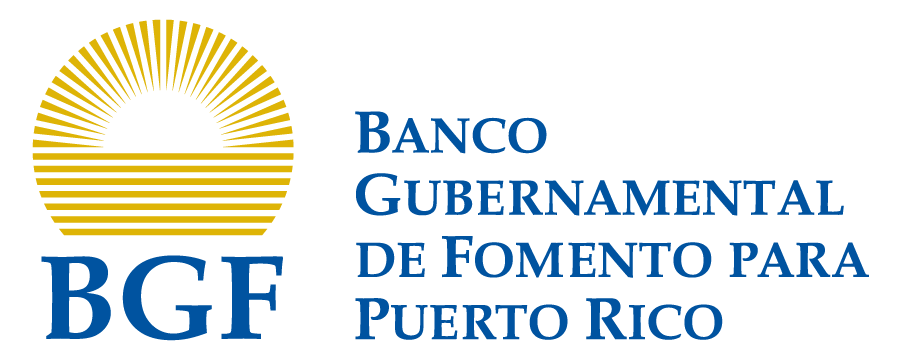 BGF
Banco
Gubernamental
de Fomento para
Puerto Rico